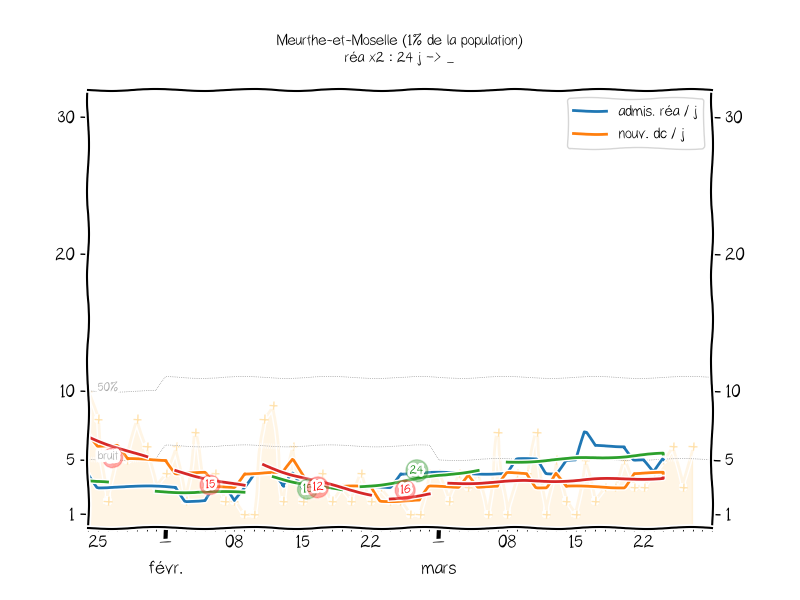 Meurthe-et-Moselle (1% de la population)
réa x2 : 24 j -> _
admis. réa / j
nouv. dc / j
30 30
20 20
10 10
50%
bruit
5 5
24
15
12
16
1 1
25 08 15 22 08 15 22
févr. mars